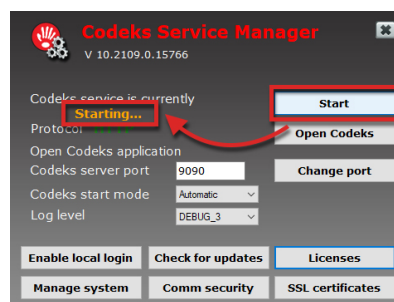 Codeks Service Manager
V 10.2109.0.15766
Codeks service is currently
Starting...
Start
Protocol
Open Codeks
Open Codeks application
Codeks server port 9090
Change port
Codeks start mode Automatic
Log level DEBUG_3
Enable local login Check for updates Licenses
Manage system Comm security SSL certificates